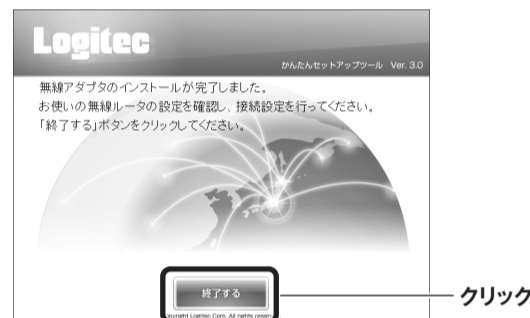 Logitec
かんたんセットアップツール Ver. 3.0
無線アダプタのインストールが完了しました。
お使いの無線ルータの設定を確認し、接続設定を行ってください。
「終了する」ボタンをクリックしてください。
終了する
クリック
Logitec Corp. All rights